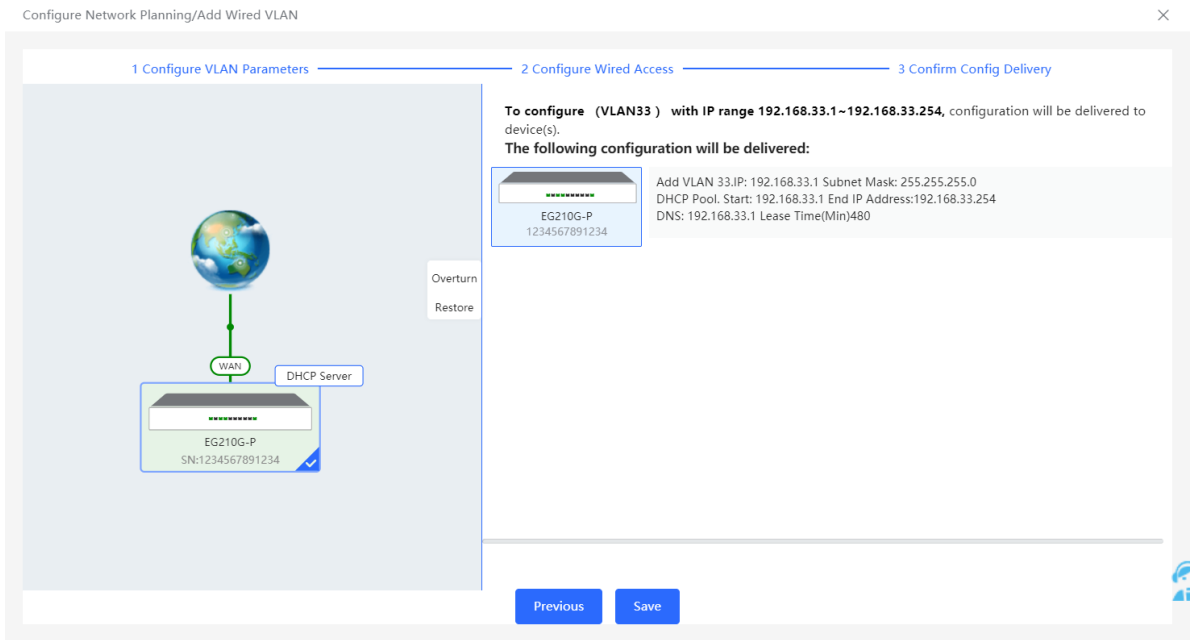 Configure Network Planning/Add Wired VLAN
1 Configure VLAN Parameters
2 Configure Wired Access
3 Confirm Config Delivery
To configure （VLAN33 ） with IP range 192.168.33.1~192.168.33.254, configuration will be delivered to
device(s).
The following configuration will be delivered:
EG210G-P
1234567891234
Add VLAN 33.IP: 192.168.33.1 Subnet Mask: 255.255.255.0
DHCP Pool. Start: 192.168.33.1 End IP Address:192.168.33.254
DNS: 192.168.33.1 Lease Time(Min)480
Overturn
Restore
WAN
DHCP Server
EG210G-P
SN:1234567891234
Previous
Save